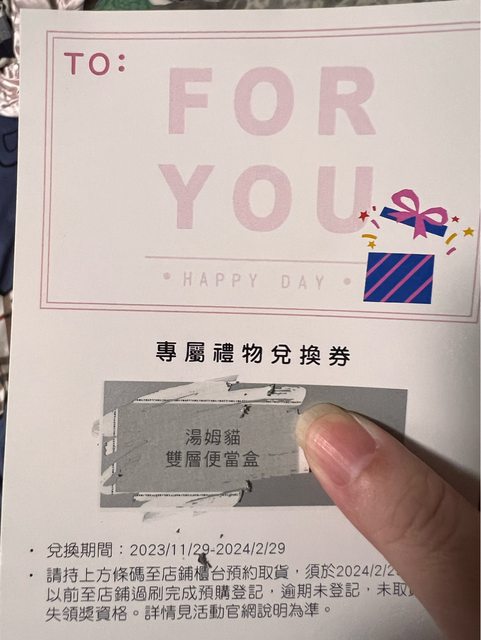 TO:
FOR
YOU
• HAPPY DAY •
專屬禮物兌換券
湯姆貓
雙層便當盒
• 兌換期間：2023/11/29-2024/2/29
• 請持上方條碼至店鋪櫃台預約取貨，須於2024/2/2
以前至店鋪過刷完成預購登記，逾期未登記，未取
失領獎資格。詳情見活動官網說明為準。